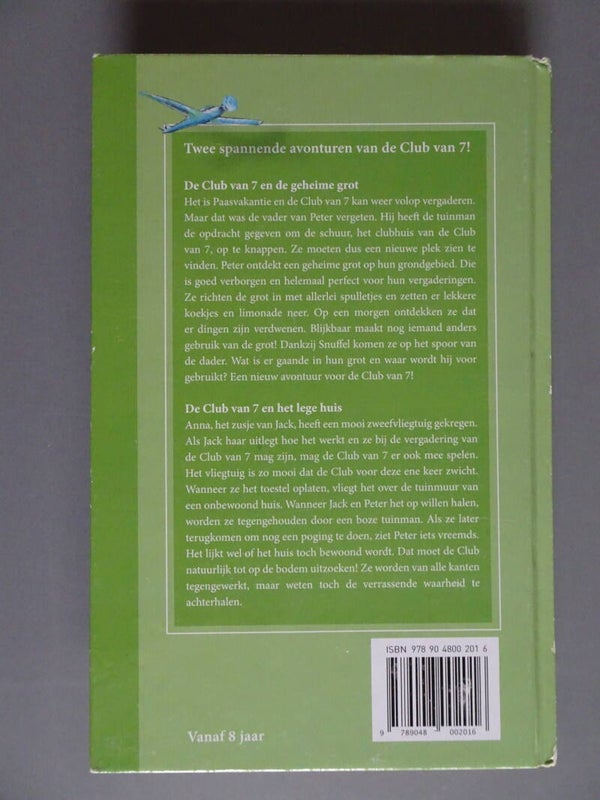 Twee spannende avonturen van de Club van 7!
De Club van 7 en de geheime grot
Het is Paasvakantie en de Club van 7 kan weer volop vergaderen.
Maar dat was de vader van Peter vergeten. Hij heeft de tuinman
de opdracht gegeven om de schuur, het clubhuis van de Club
van 7, op te knappen. Ze moeten dus een nieuwe plek zien te
vinden. Peter ontdekt een geheime grot op hun grondgebied. Die
is goed verborgen en helemaal perfect voor hun vergaderingen.
Ze richten de grot in met allerlei spulletjes en zetten er lekkere
koekjes en limonade neer. Op een morgen ontdekken ze dat
er dingen zijn verdwenen. Blijkbaar maakt nog iemand anders
gebruik van de grot! Dankzij Snuffel komen ze op het spoor van
de dader. Wat is er gaande in hun grot en waar wordt hij voor
gebruikt? Een nieuw avontuur voor de Club van 7!
De Club van 7 en het lege huis
Anna, het zusje van Jack, heeft een mooi zweefvliegtuig gekregen.
Als Jack haar uitlegt hoe het werkt en ze bij de vergadering van
de Club van 7 mag zijn, mag de Club van 7 er ook mee spelen.
Het vliegtuig is zo mooi dat de Club voor deze ene keer zwicht.
Wanneer ze het toestel oplaten, vliegt het over de tuinmuur van
een onbewoond huis. Wanneer Jack en Peter het op willen halen,
worden ze tegengehouden door een boze tuinman. Als ze later
terugkomen om nog een poging te doen, ziet Peter iets vreemds.
Het lijkt wel of het huis toch bewoond wordt. Dat moet de Club
natuurlijk tot op de bodem uitzoeken! Ze worden van alle kanten
tegengewerkt, maar weten toch de verrassende waarheid te
achterhalen.
ISBN 978 90 4800 201 6
9 789048 002016
Vanaf 8 jaar